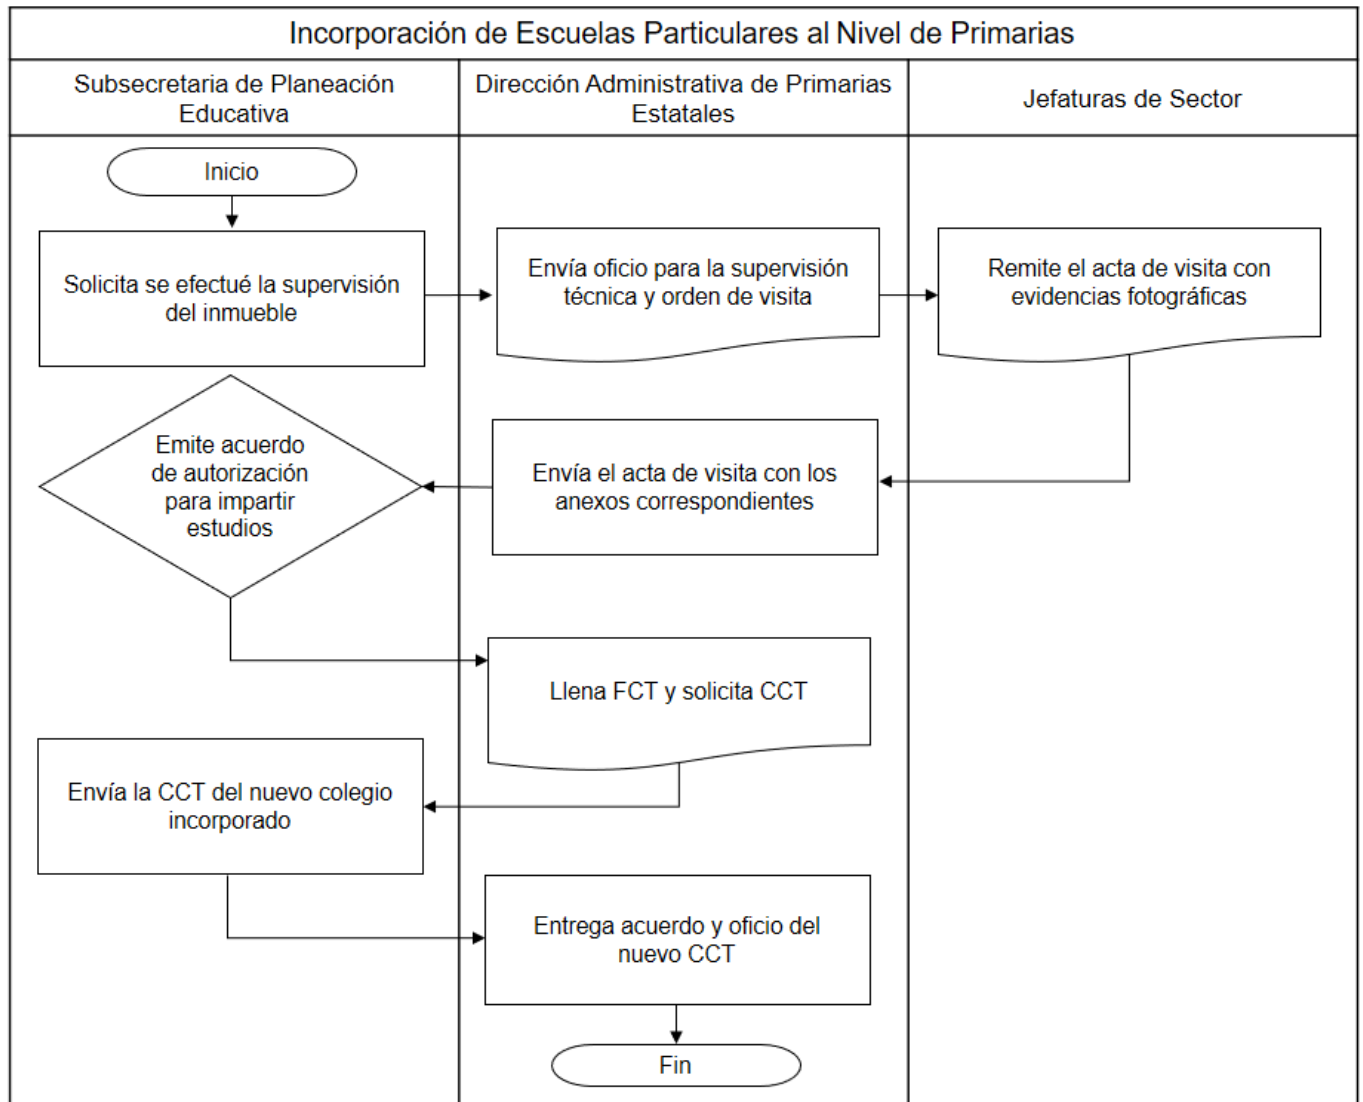 Incorporación de Escuelas Particulares al Nivel de Primarias
Subsecretaria de Planeación
Educativa
Dirección Administrativa de Primarias
Estatales
Jefaturas de Sector
Inicio
Solicita se efectué la supervisión
del inmueble
Envía oficio para la supervisión
técnica y orden de visita
Remite el acta de visita con
evidencias fotográficas
Emite acuerdo
de autorización
para impartir
estudios
Envía el acta de visita con los
anexos correspondientes
Llena FCT y solicita CCT
Envía la CCT del nuevo colegio
incorporado
Entrega acuerdo y oficio del
nuevo CCT
Fin